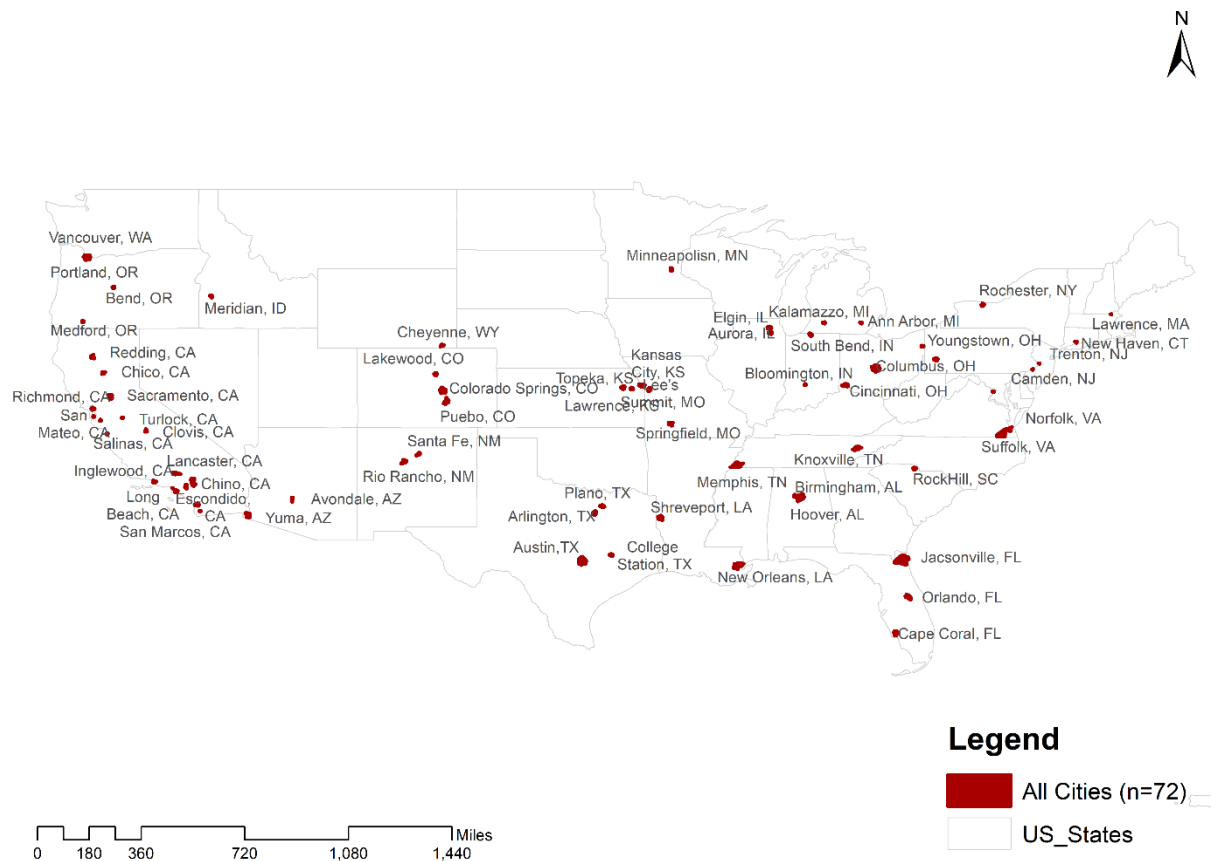 N
Vancouver, WA
Portland, OR
Bend, OR
Meridian, ID
Medford, OR
Redding, CA
Chico, CA
Richmond, CA
Sacramento, CA
San
Mateo, CA
Turlock, CA
Clovis, CA
Salinas, CA
Lancaster, CA
Inglewood, CA
Chino, CA
Long
Beach, CA
Escondido,
CA
San Marcos, CA
Yuma, AZ
Avondale, AZ
Cheyenne, WY
Lakewood, CO
Colorado Springs, CO
Puebo, CO
Santa Fe, NM
Rio Rancho, NM
Minneapolisn, MN
Kansas
City, KS
Topeka, KS
Lee's
Summit, MO
Lawrence, KS
Springfield, MO
Plano, TX
Arlington, TX
Austin,TX
College
Station, TX
Shreveport, LA
New Orleans, LA
Memphis, TN
Birmingham, AL
Hoover, AL
Knoxville, TN
RockHill, SC
Elgin, IL
Aurora, IL
Kalamazzo, MI
Ann Arbor, MI
South Bend, IN
Bloomington, IN
Youngstown, OH
Columbus, OH
Cincinnati, OH
Rochester, NY
Lawrence, MA
New Haven, CT
Trenton, NJ
Camden, NJ
Norfolk, VA
Suffolk, VA
Jacsonville, FL
Orlando, FL
Cape Coral, FL
Legend
All Cities (n=72)
US_States
Miles
0 180 360 720 1,080 1,440